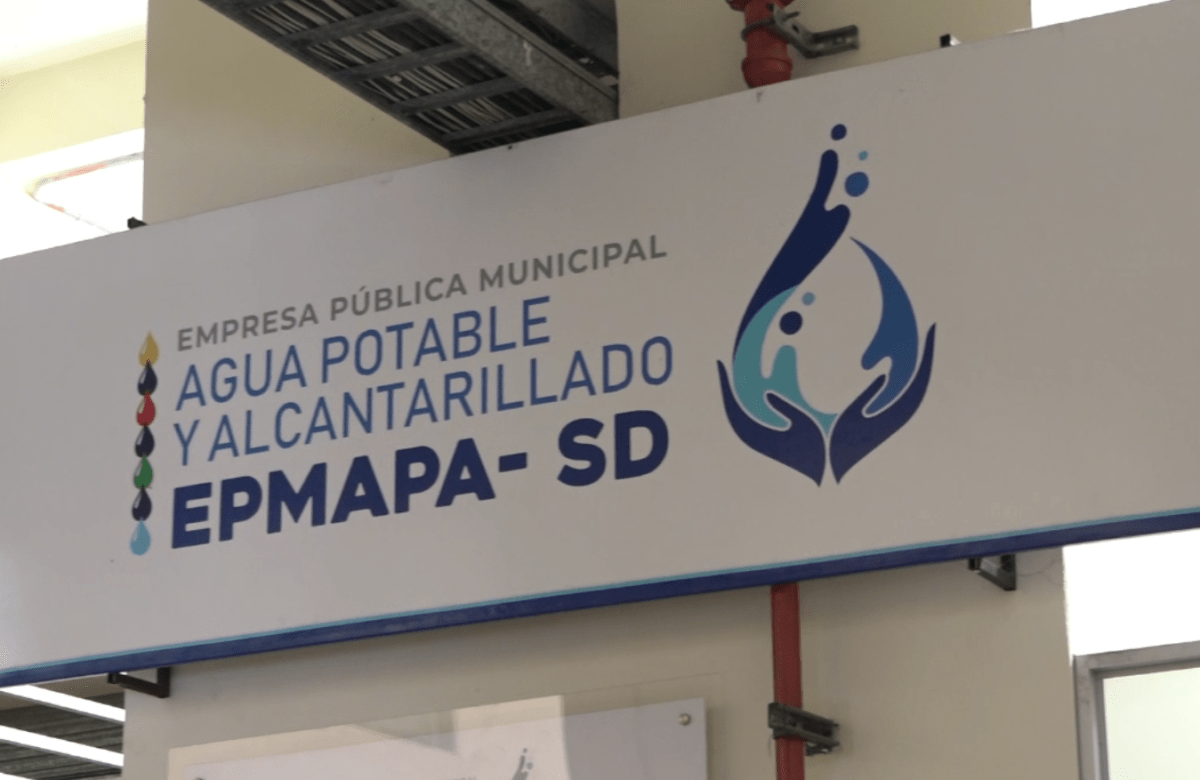 EMPRESA PÚBLICA MUNICIPAL
AGUA POTABLE
Y ALCANTARILLADO
EPMAPA- SD